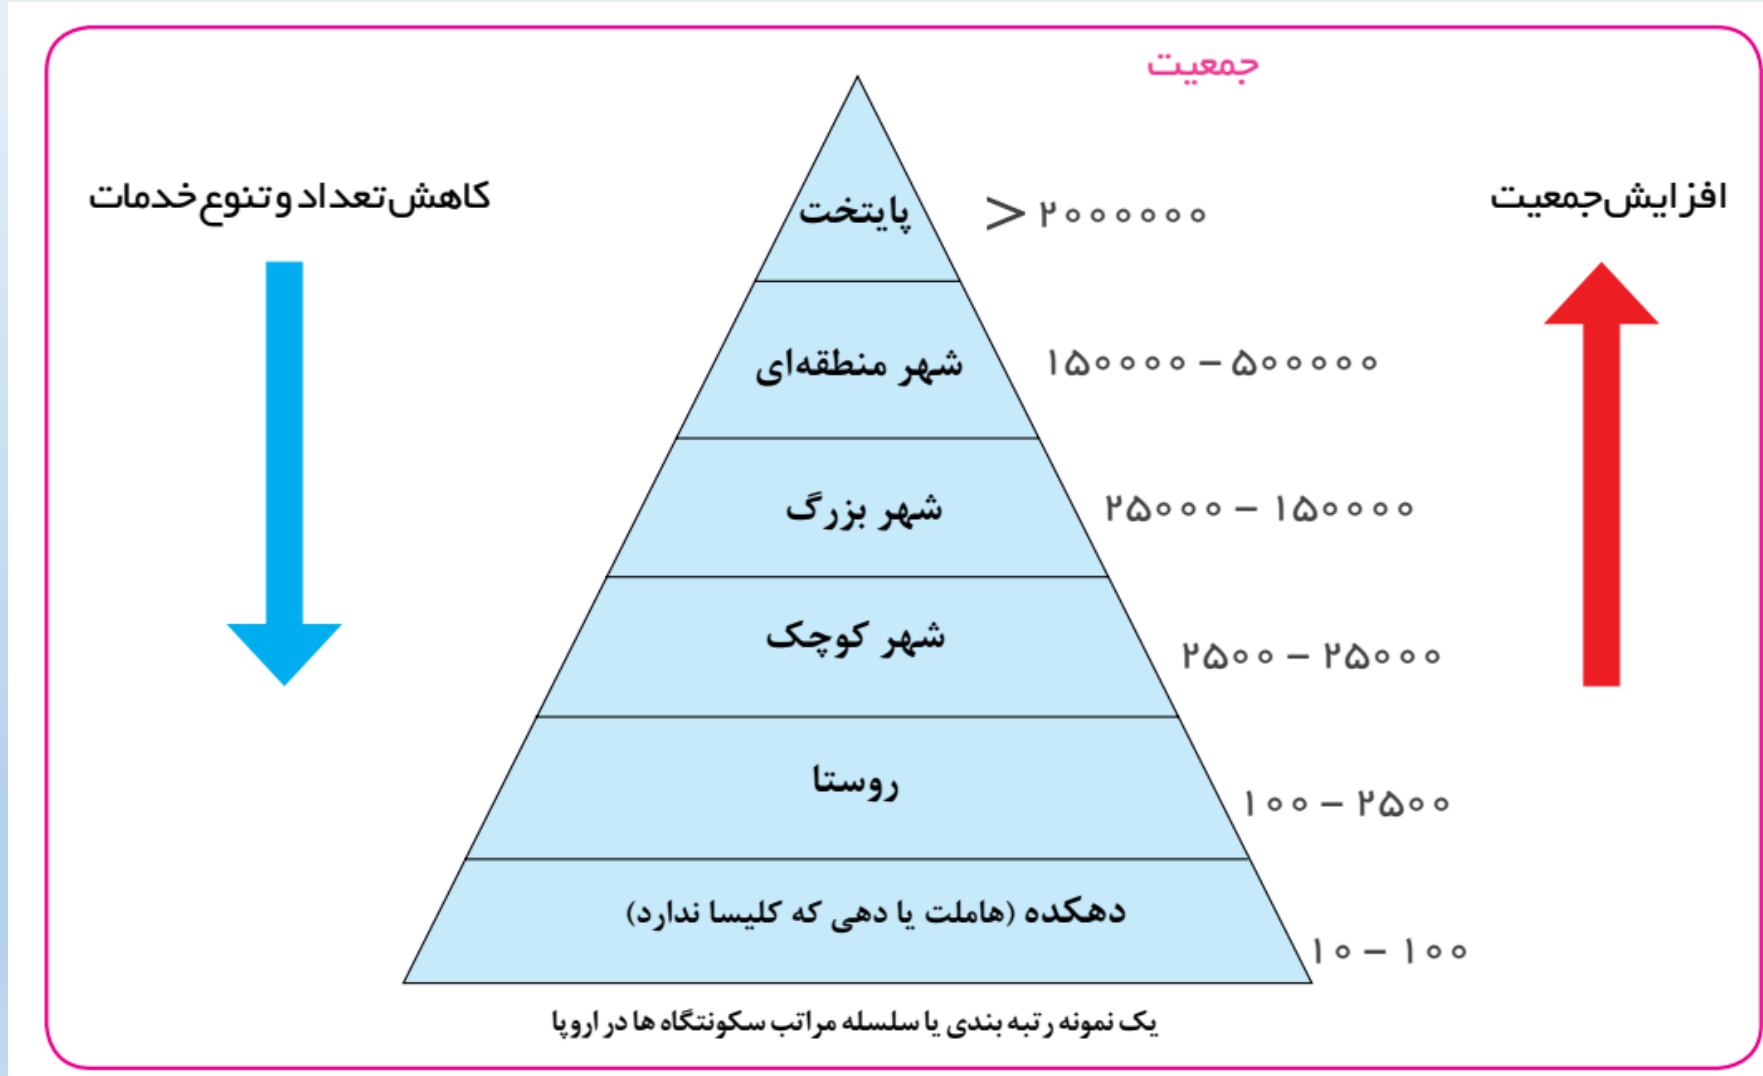 جمعیت
افزایش جمعیت
کاهش تعداد و تنوع خدمات
پایتخت
> ۲۰۰۰۰۰۰
شهر منطقه‌ای
۱۵۰۰۰۰ – ۵۰۰۰۰۰
شهر بزرگ
۲۵۰۰۰ – ۱۵۰۰۰۰
شهر کوچک
۲۵۰۰ – ۲۵۰۰۰
روستا
۱۰۰ – ۲۵۰۰
دهکده (هاملت یا دهی که کلیسا ندارد)
۱۰ – ۱۰۰
یک نمونه رتبه بندی یا سلسله مراتب سکونتگاه ها در اروپا